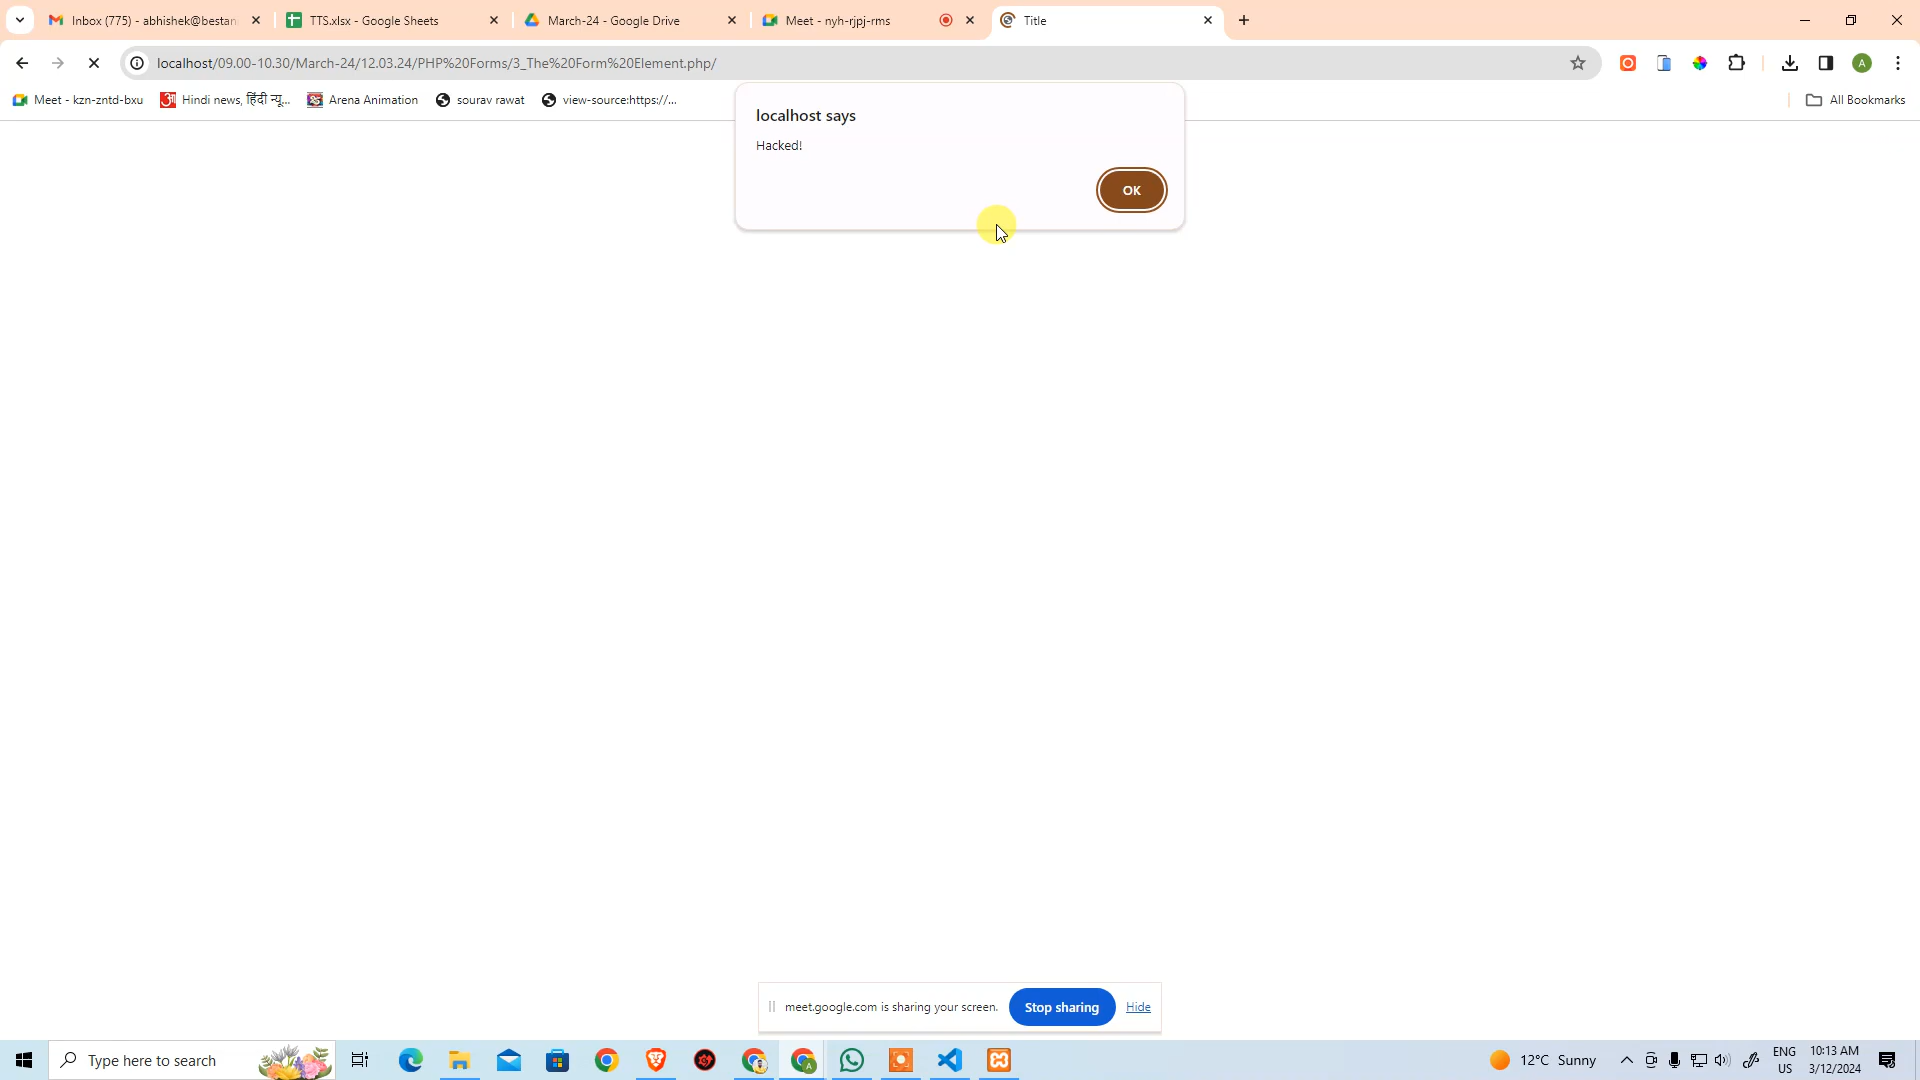 Inbox (775) - abhishek@bestan
TTS.xlsx - Google Sheets
March-24 - Google Drive
Meet - nyh-rjpj-rms
Title
localhost/09.00-10.30/March-24/12.03.24/PHP%20Forms/3_The%20Form%20Element.php/
A
Meet - kzn-zntd-bxu
Hindi news, हिंदी न्यू...
Arena Animation
sourav rawat
view-source:https://...
All Bookmarks
localhost says
Hacked!
OK
meet.google.com is sharing your screen.
Stop sharing
Hide
Type here to search
12°C Sunny
ENG
US
10:13 AM
3/12/2024